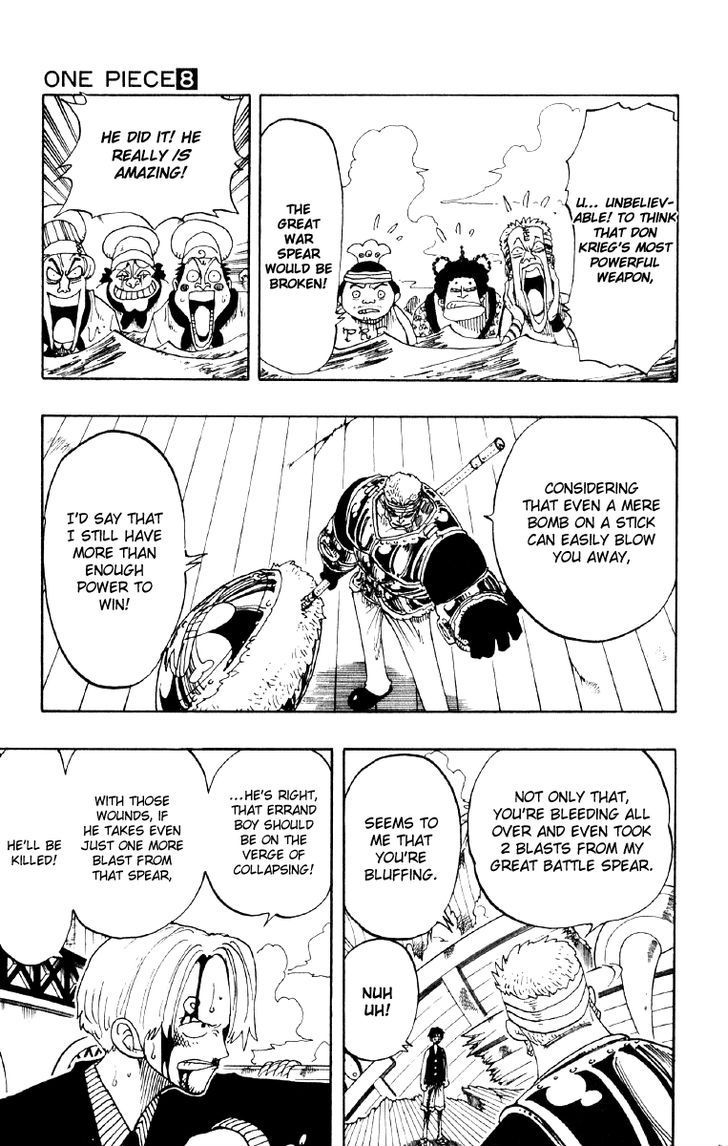 ONE PIECE 8
U... UNBELIEV-
ABLE! TO THINK
THAT DON
KRIEG'S MOST
POWERFUL
WEAPON,
THE
GREAT
WAR
SPEAR
WOULD BE
BROKEN!
HE DID IT! HE
REALLY IS
AMAZING!
CONSIDERING
THAT EVEN A MERE
BOMB ON A STICK
CAN EASILY BLOW
YOU AWAY,
I'D SAY THAT
I STILL HAVE
MORE THAN
ENOUGH
POWER TO
WIN!
NOT ONLY THAT,
YOU'RE BLEEDING ALL
OVER AND EVEN TOOK
2 BLASTS FROM MY
GREAT BATTLE SPEAR.
SEEMS TO
ME THAT
YOU'RE
BLUFFING.
NUH
UH!
...HE'S RIGHT,
THAT ERRAND
BOY SHOULD
BE ON THE
VERGE OF
COLLAPSING!
WITH THOSE
WOUNDS, IF
HE TAKES EVEN
JUST ONE MORE
BLAST FROM
THAT SPEAR,
HE'LL BE
KILLED!